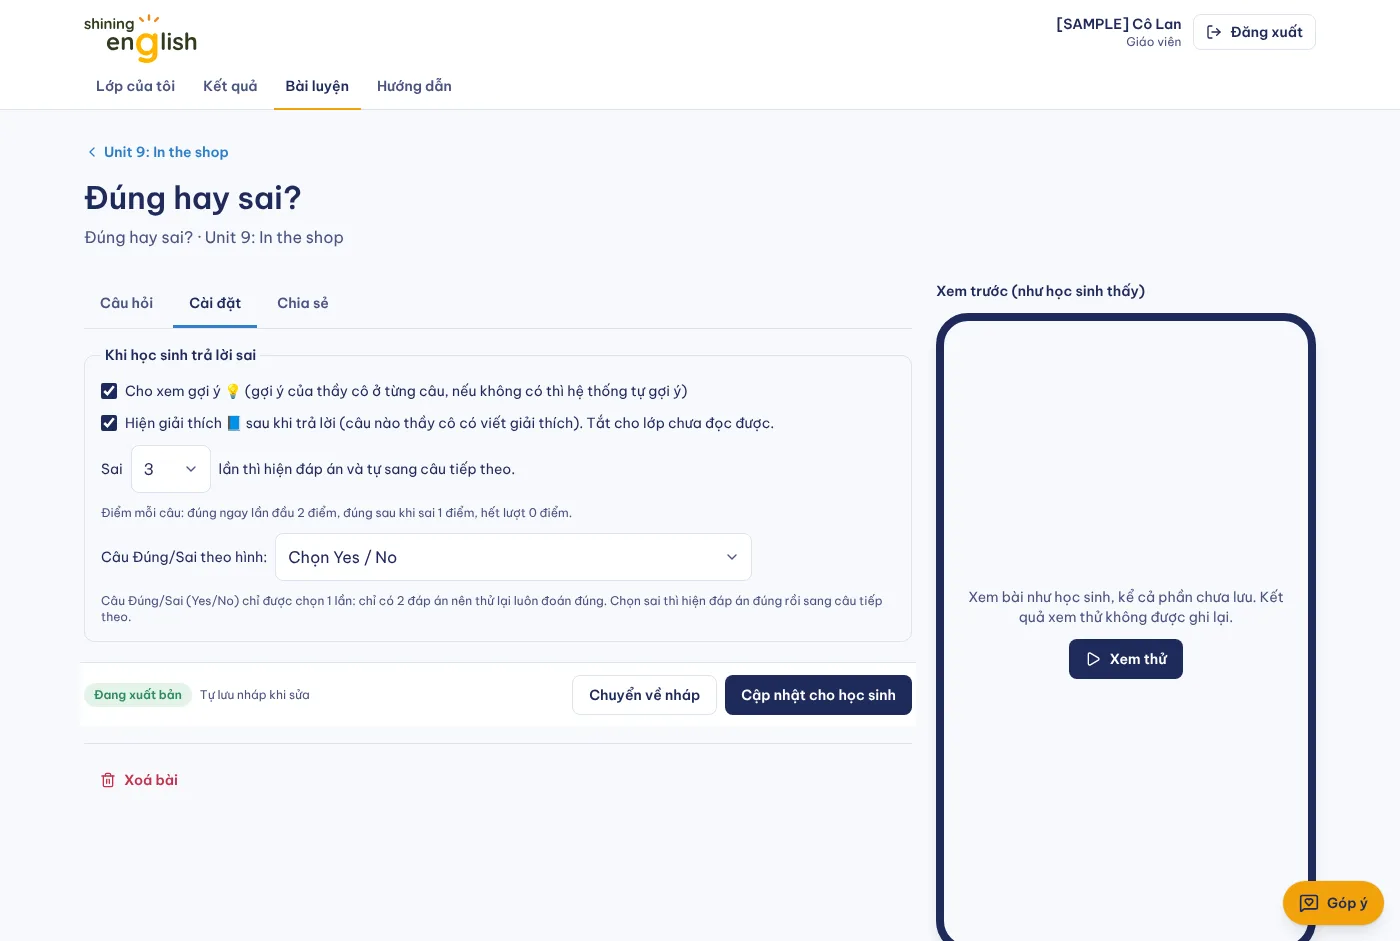 shining
english
[SAMPLE] Cô Lan
Giáo viên
Đăng xuất
Lớp của tôi
Kết quả
Bài luyện
Hướng dẫn
Unit 9: In the shop
Đúng hay sai?
Đúng hay sai? · Unit 9: In the shop
Câu hỏi
Cài đặt
Chia sẻ
Khi học sinh trả lời sai
Cho xem gợi ý 💡 (gợi ý của thầy cô ở từng câu, nếu không có thì hệ thống tự gợi ý)
Hiện giải thích 📘 sau khi trả lời (câu nào thầy cô có viết giải thích). Tắt cho lớp chưa đọc được.
Sai 3 lần thì hiện đáp án và tự sang câu tiếp theo.
Điểm mỗi câu: đúng ngay lần đầu 2 điểm, đúng sau khi sai 1 điểm, hết lượt 0 điểm.
Câu Đúng/Sai theo hình: Chọn Yes / No
Câu Đúng/Sai (Yes/No) chỉ được chọn 1 lần: chỉ có 2 đáp án nên thử lại luôn đoán đúng. Chọn sai thì hiện đáp án đúng rồi sang câu tiếp
theo.
Đang xuất bản
Tự lưu nháp khi sửa
Chuyển về nháp
Cập nhật cho học sinh
Xoá bài
Xem trước (như học sinh thấy)
Xem bài như học sinh, kể cả phần chưa lưu. Kết
quả xem thử không được ghi lại.
Xem thử
Góp ý